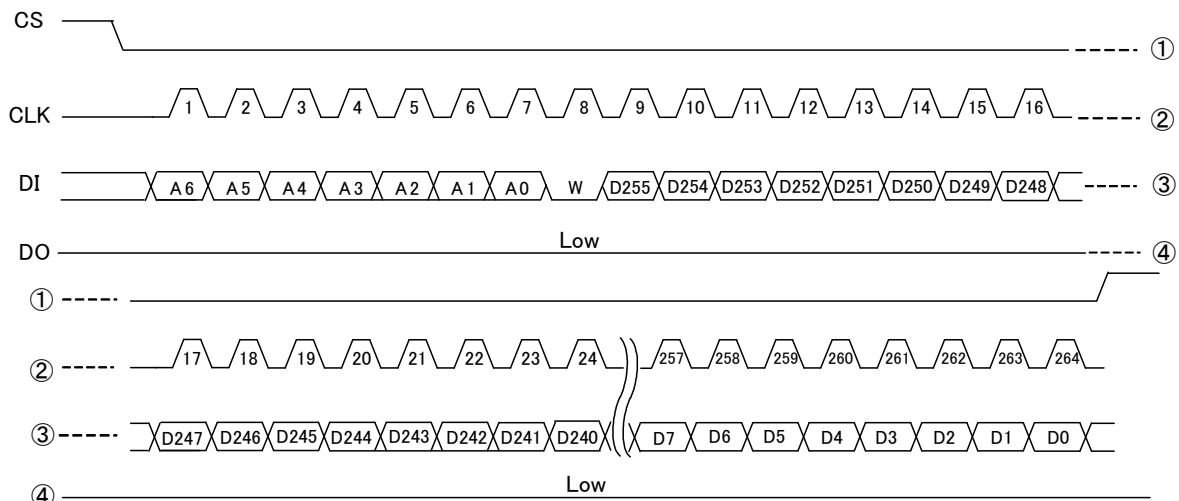 CS ①
CLK 1 2 3 4 5 6 7 8 9 10 11 12 13 14 15 16 ②
DI A6 A5 A4 A3 A2 A1 A0 W D255 D254 D253 D252 D251 D250 D249 D248 ③
Low
DO ④
①
② 17 18 19 20 21 22 23 24 257 258 259 260 261 262 263 264
③ D247 D246 D245 D244 D243 D242 D241 D240 D7 D6 D5 D4 D3 D2 D1 D0
Low
④